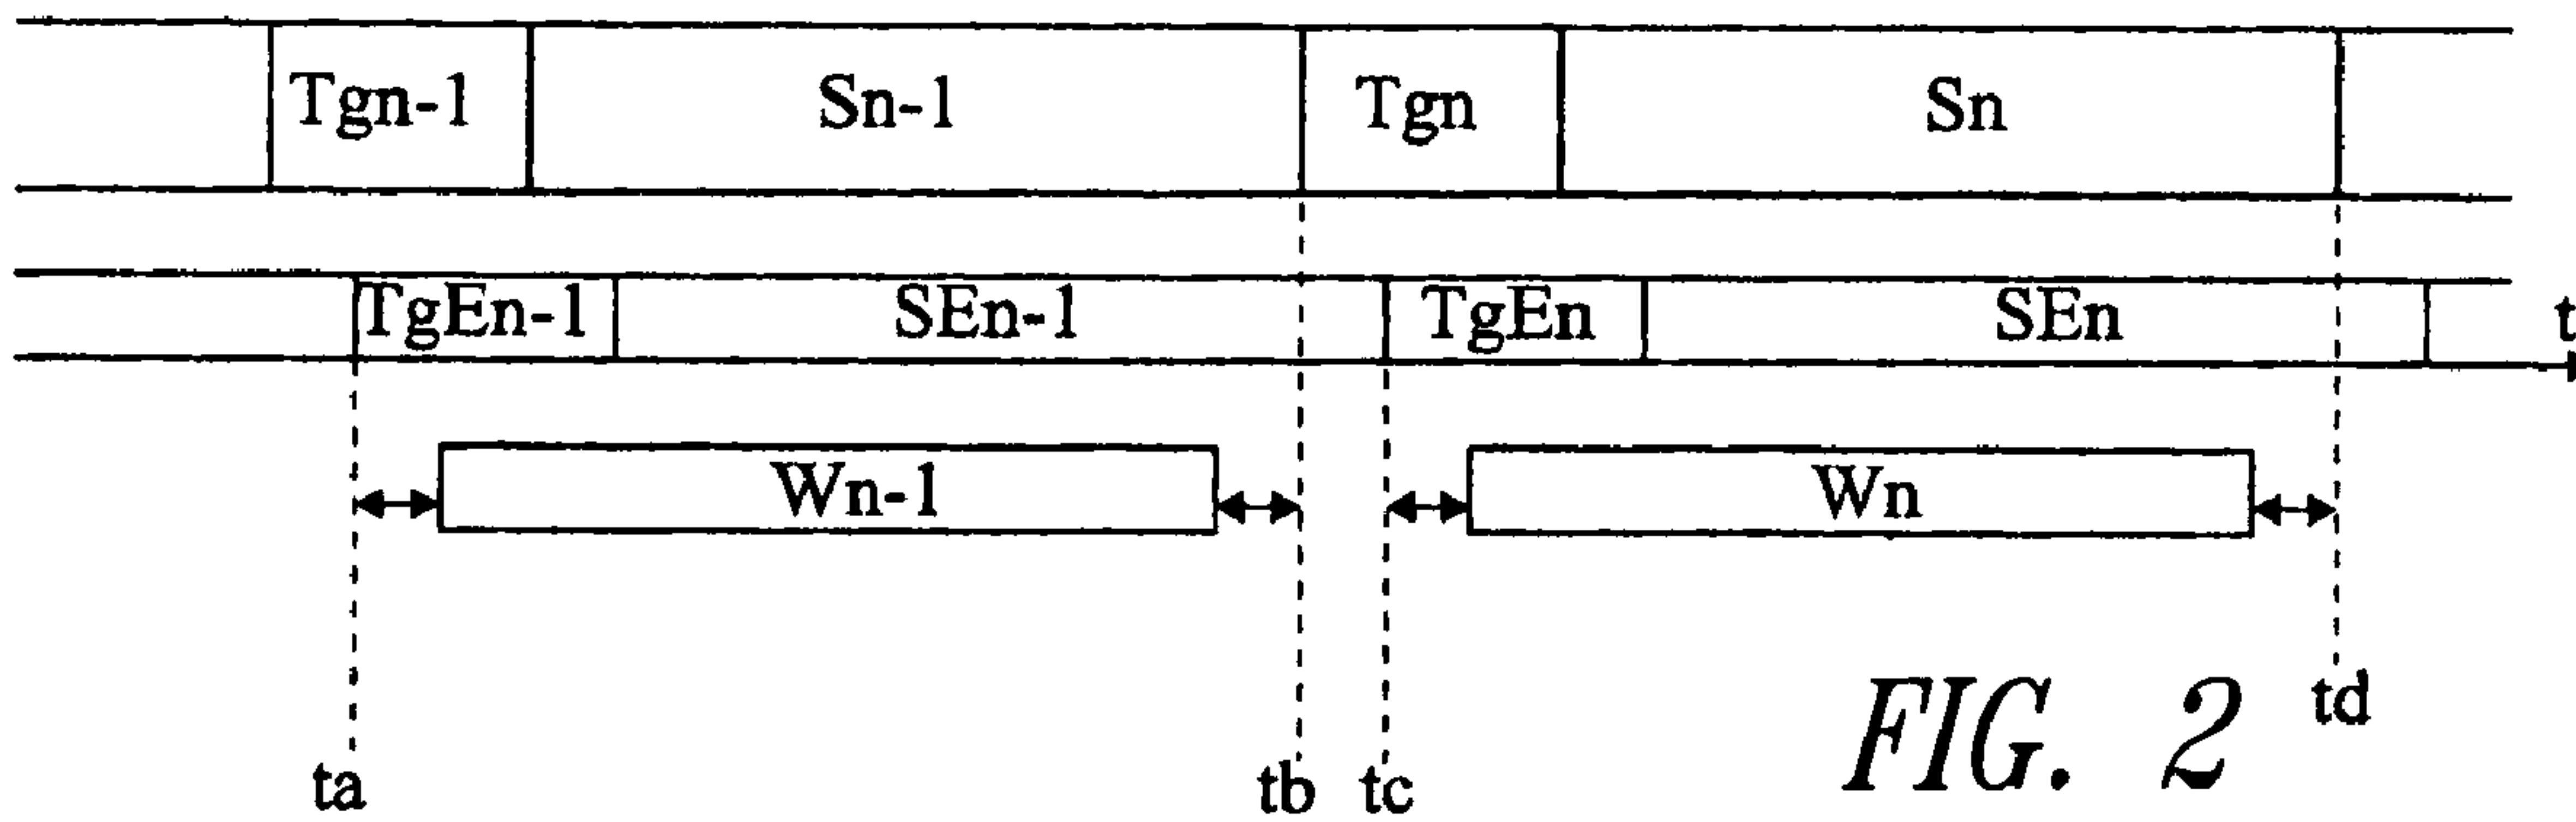 Tgn-1 Sn-1 Tgn Sn
TgEn-1 SEn-1 TgEn SEn t
Wn-1 Wn
ta tb tc td
FIG. 2